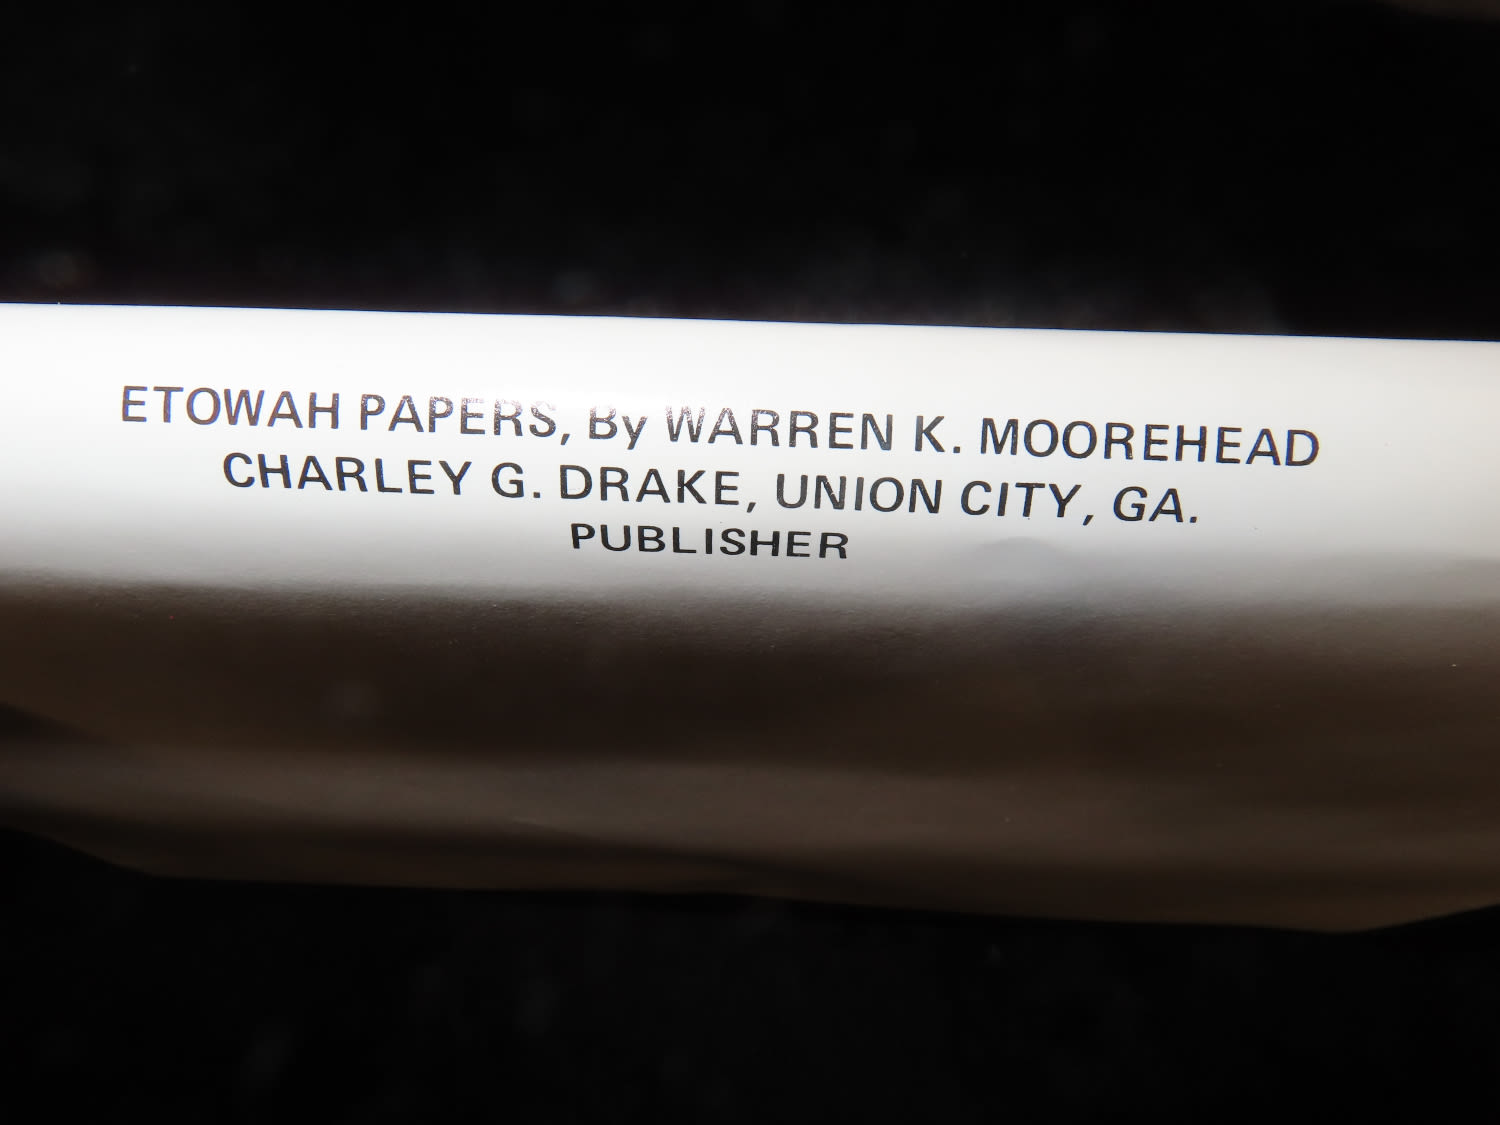 ETOWAH PAPERS, By WARREN K. MOOREHEAD
CHARLEY G. DRAKE, UNION CITY, GA.
PUBLISHER